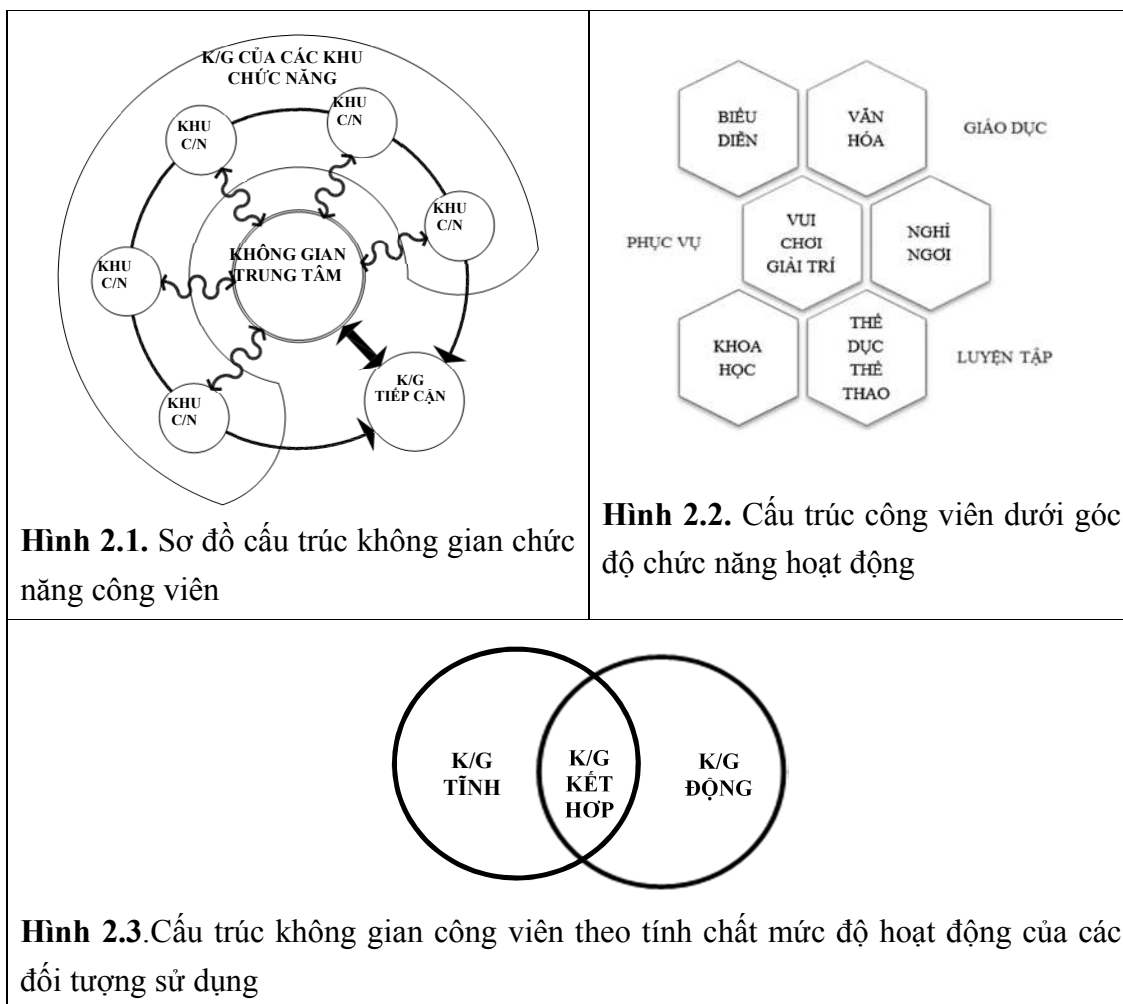 K/G CỦA CÁC KHU
CHỨC NĂNG
KHU
C/N
KHU
C/N
KHU
C/N
KHU
C/N
KHU
C/N
KHÔNG GIAN
TRUNG TÂM
K/G
TIẾP CẬN
Hình 2.1. Sơ đồ cấu trúc không gian chức
năng công viên
BIỂU
DIỄN
VĂN
HÓA
GIÁO DỤC
PHỤC VỤ
VUI
CHƠI
GIẢI TRÍ
NGHỈ
NGƠI
KHOA
HỌC
THỂ
DỤC
THỂ
THAO
LUYỆN TẬP
Hình 2.2. Cấu trúc công viên dưới góc
độ chức năng hoạt động
K/G
TĨNH
K/G
KẾT
HƠP
K/G
ĐỘNG
Hình 2.3.Cấu trúc không gian công viên theo tính chất mức độ hoạt động của các
đối tượng sử dụng